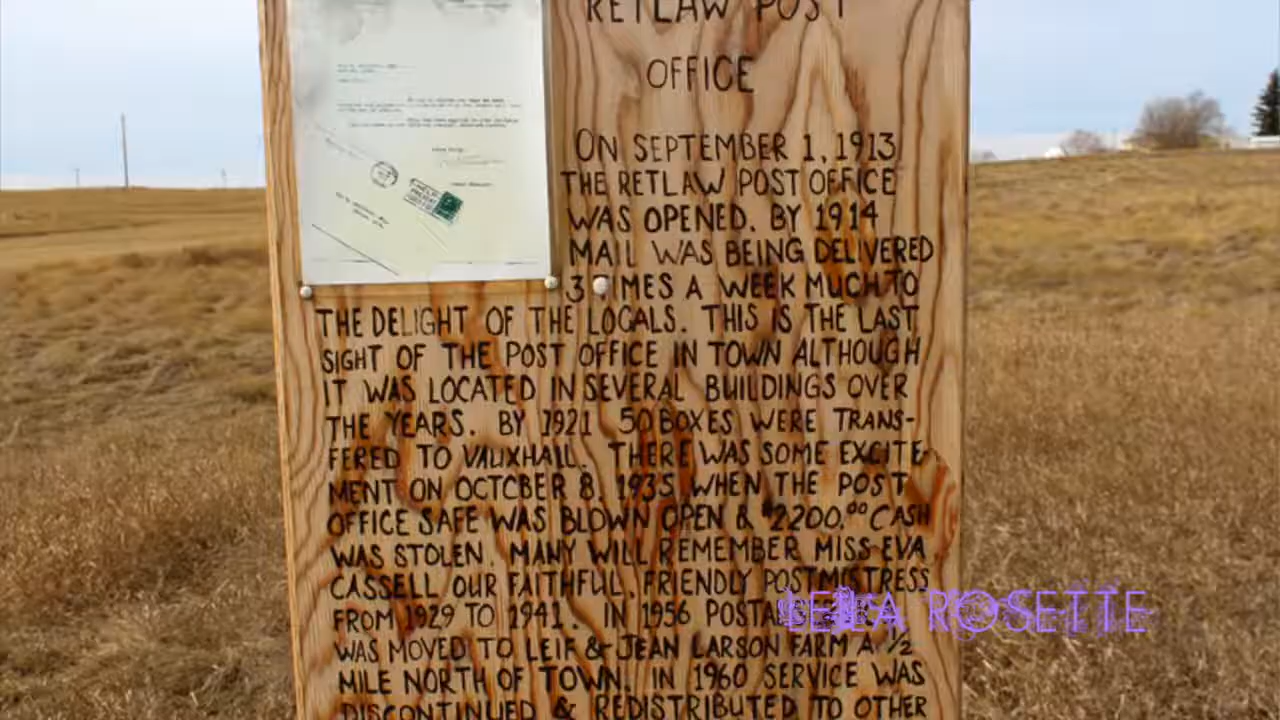 RETLAW POST
OFFICE
ON SEPTEMBER 1, 1913
THE RETLAW POST OFFICE
WAS OPENED. BY 1914
MAIL WAS BEING DELIVERED
3 TIMES A WEEK MUCH TO
THE DELIGHT OF THE LOCALS. THIS IS THE LAST
SIGHT OF THE POST OFFICE IN TOWN ALTHOUGH
IT WAS LOCATED IN SEVERAL BUILDINGS OVER
THE YEARS. BY 1921 50 BOXES WERE TRANS-
FERED TO VAUXHALL. THERE WAS SOME EXCITE-
MENT ON OCTOBER 8, 1935 WHEN THE POST
OFFICE SAFE WAS BLOWN OPEN & $2200.00 CASH
WAS STOLEN. MANY WILL REMEMBER MISS EVA
CASSELL OUR FAITHFUL, FRIENDLY POSTMISTRESS
FROM 1929 TO 1941. IN 1956 POSTAL
ROSETTE
WAS MOVED TO LEIF & JEAN LARSON FARM A 1/2
MILE NORTH OF TOWN. IN 1960 SERVICE WAS
DISCONTINUED & REDISTRIBUTED TO OTHER